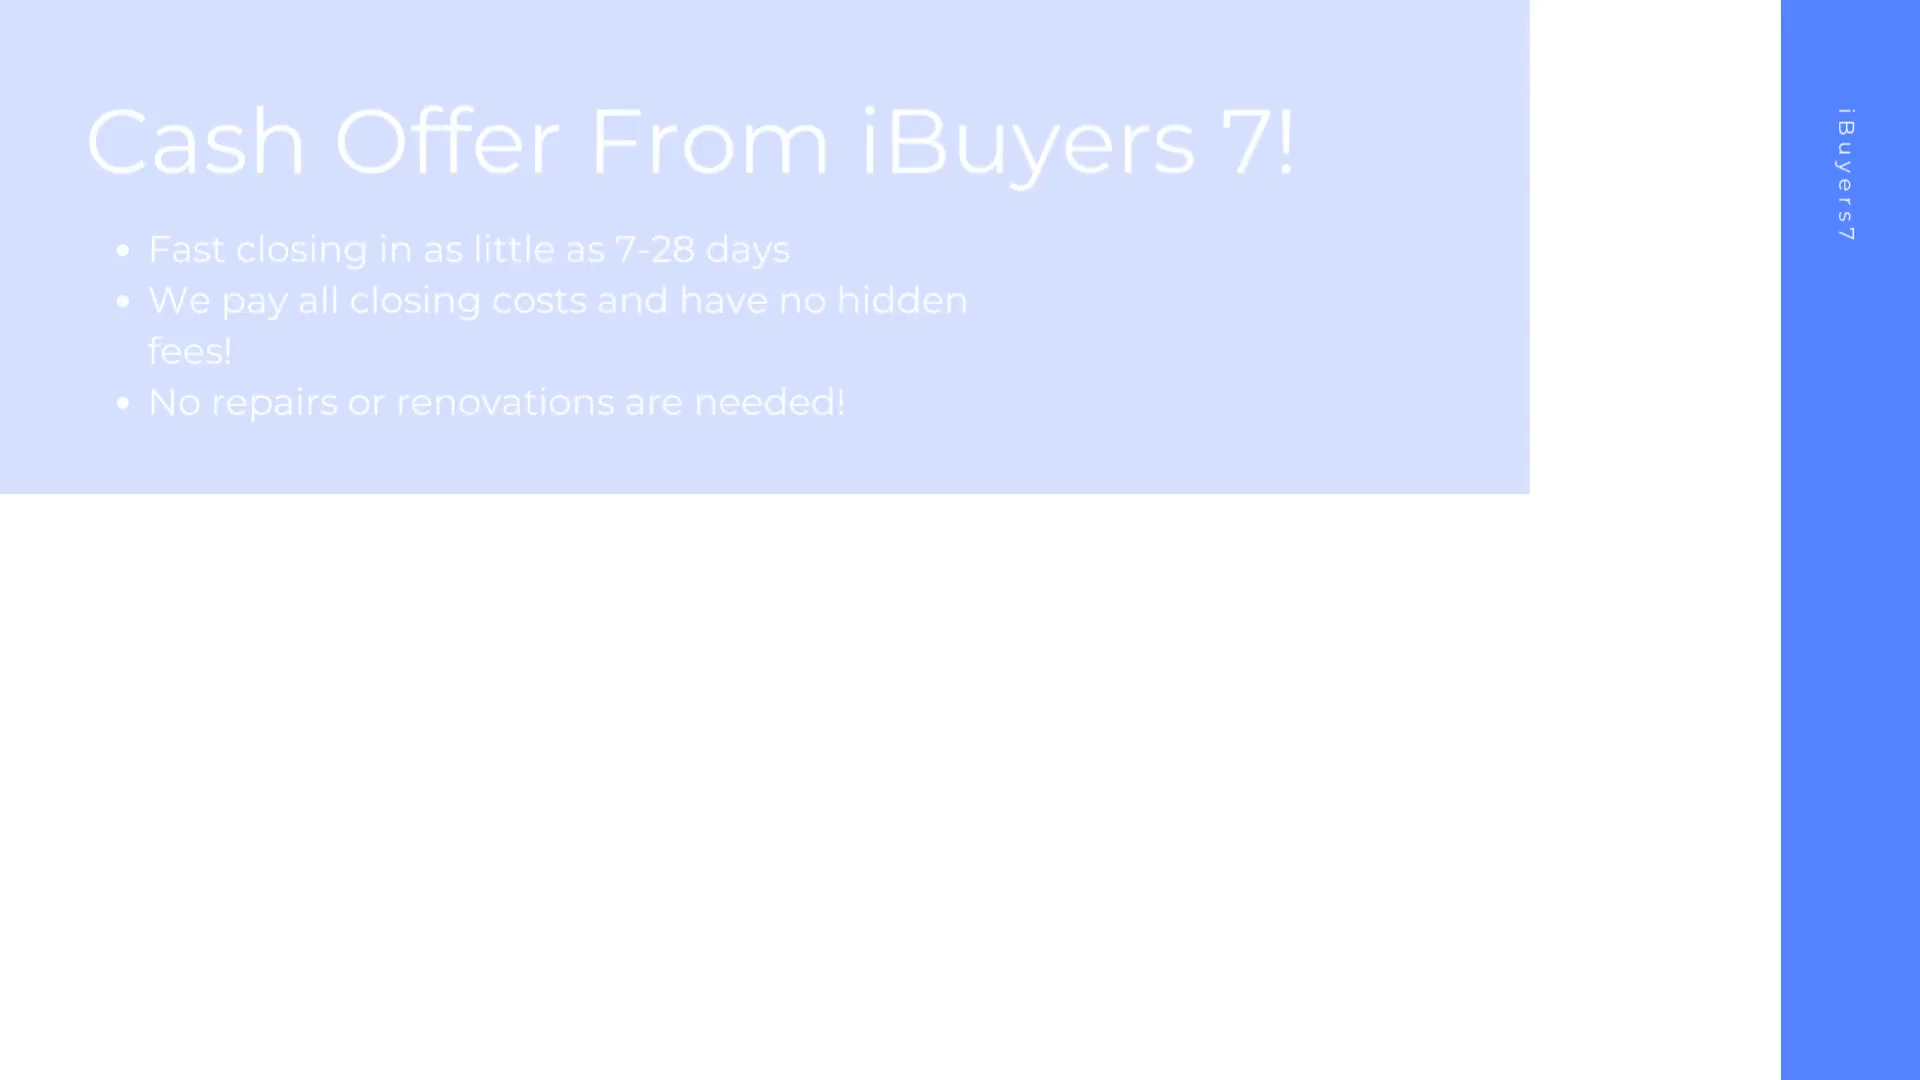 Cash Offer From iBuyers 7!
• Fast closing in as little as 7-28 days
• We pay all closing costs and have no hidden
fees!
• No repairs or renovations are needed!
iBuyers7